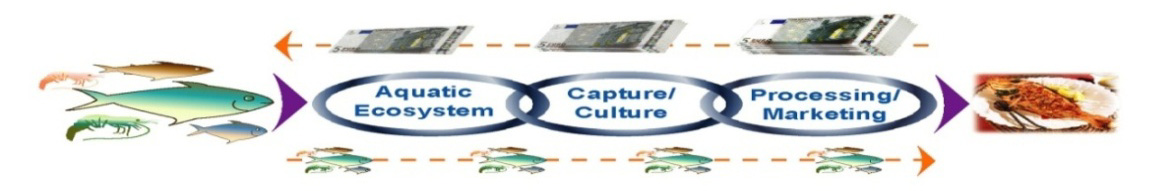 Aquatic
Ecosystem
Capture/
Culture
Processing/
Marketing